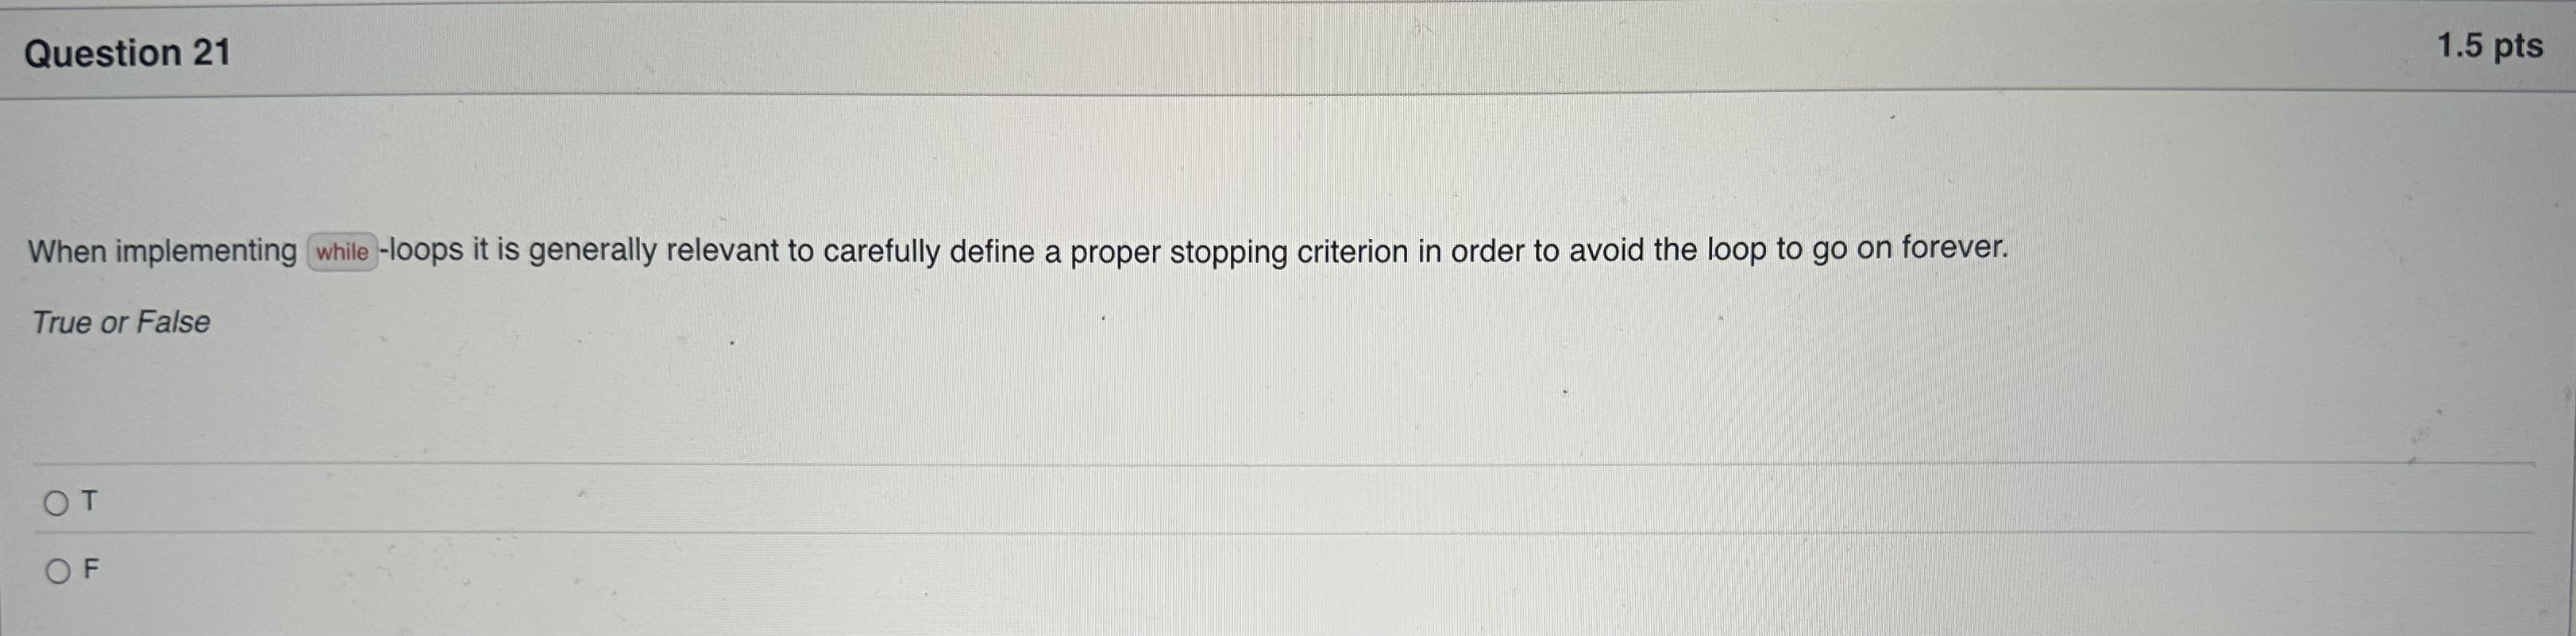 Question 21
1.5 pts
When implementing while -loops it is generally relevant to carefully define a proper stopping criterion in order to avoid the loop to go on forever.
True or False
T
F